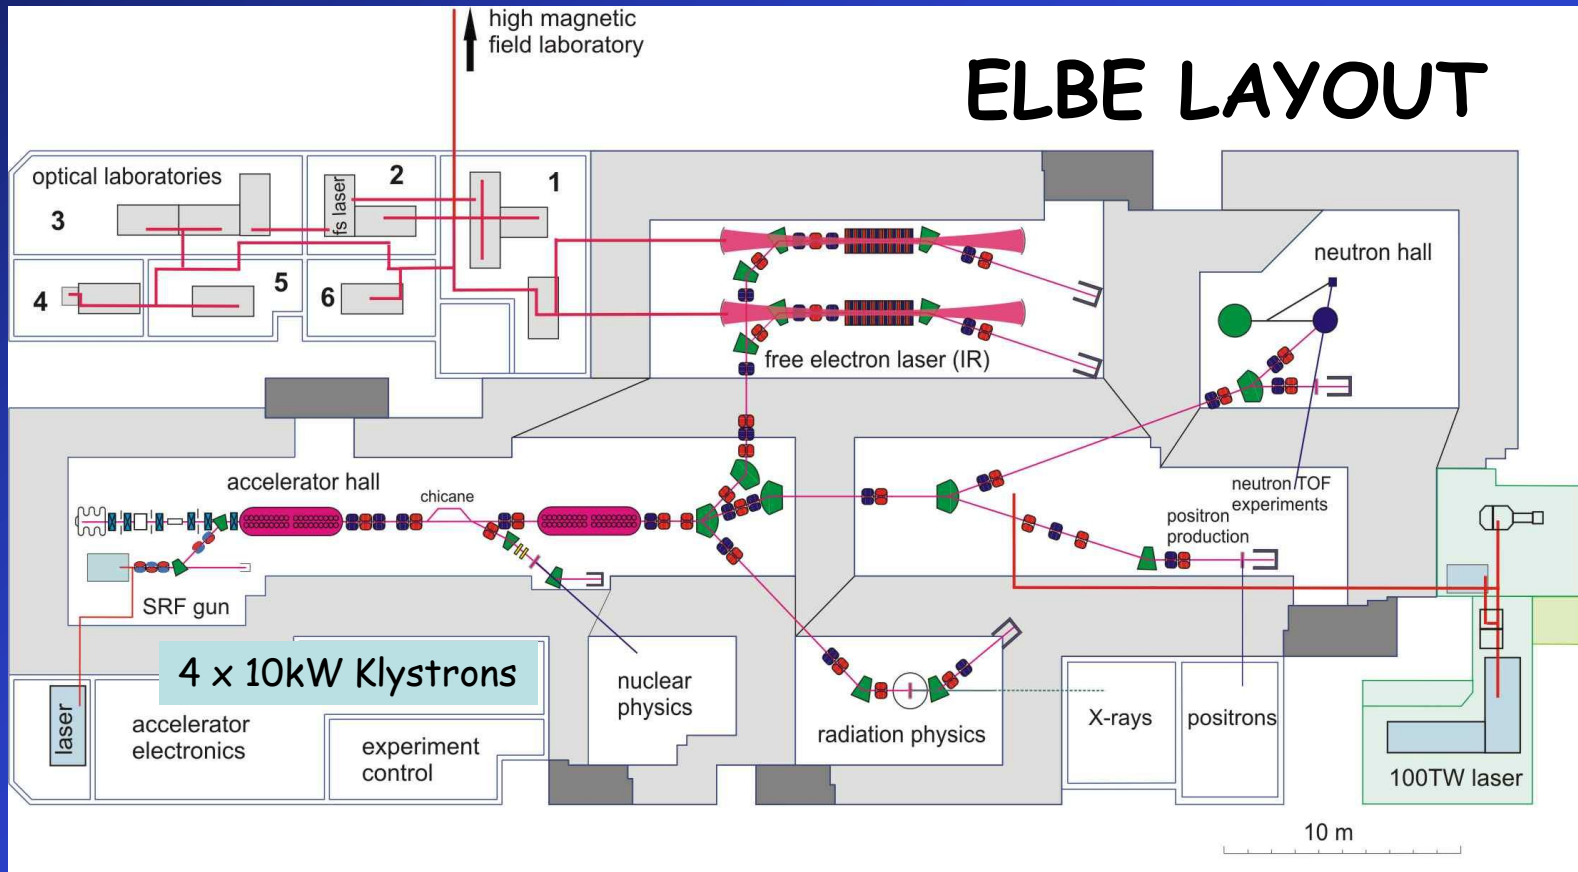 high magnetic
field laboratory
ELBE LAYOUT
optical laboratories
3
fs laser
2
1
4
5
6
free electron laser (IR)
neutron hall
accelerator hall
chicane
neutron TOF
experiments
positron
production
SRF gun
4 x 10kW Klystrons
laser
accelerator
electronics
experiment
control
nuclear
physics
radiation physics
X-rays
positrons
100TW laser
10 m